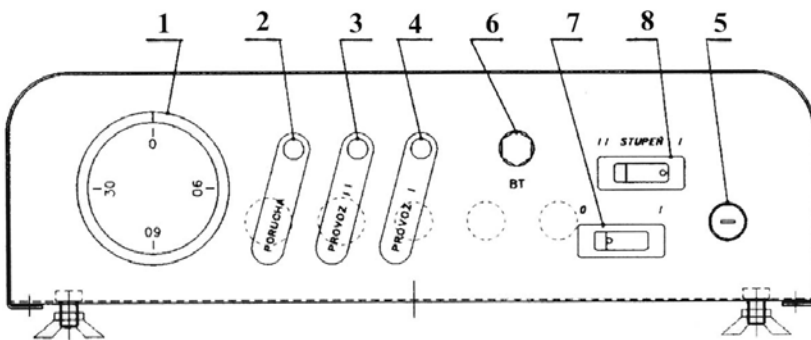 1 2 3 4 6 7 8 5
0
30
90
60
PORUCHA
PROVOZ II
PROVOZ I
BT
II STUPEŇ I
0 I